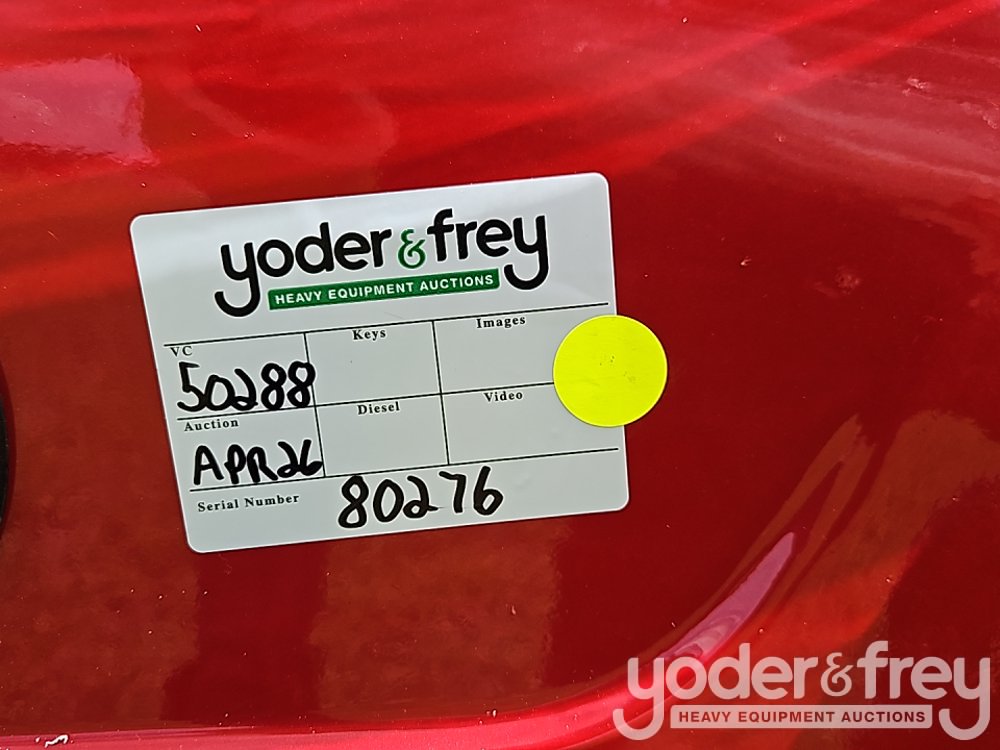 yoder & frey
HEAVY EQUIPMENT AUCTIONS
VC Keys Images
50288
Auction Diesel Video
APR26
Serial Number 80276
yoder & frey
HEAVY EQUIPMENT AUCTIONS